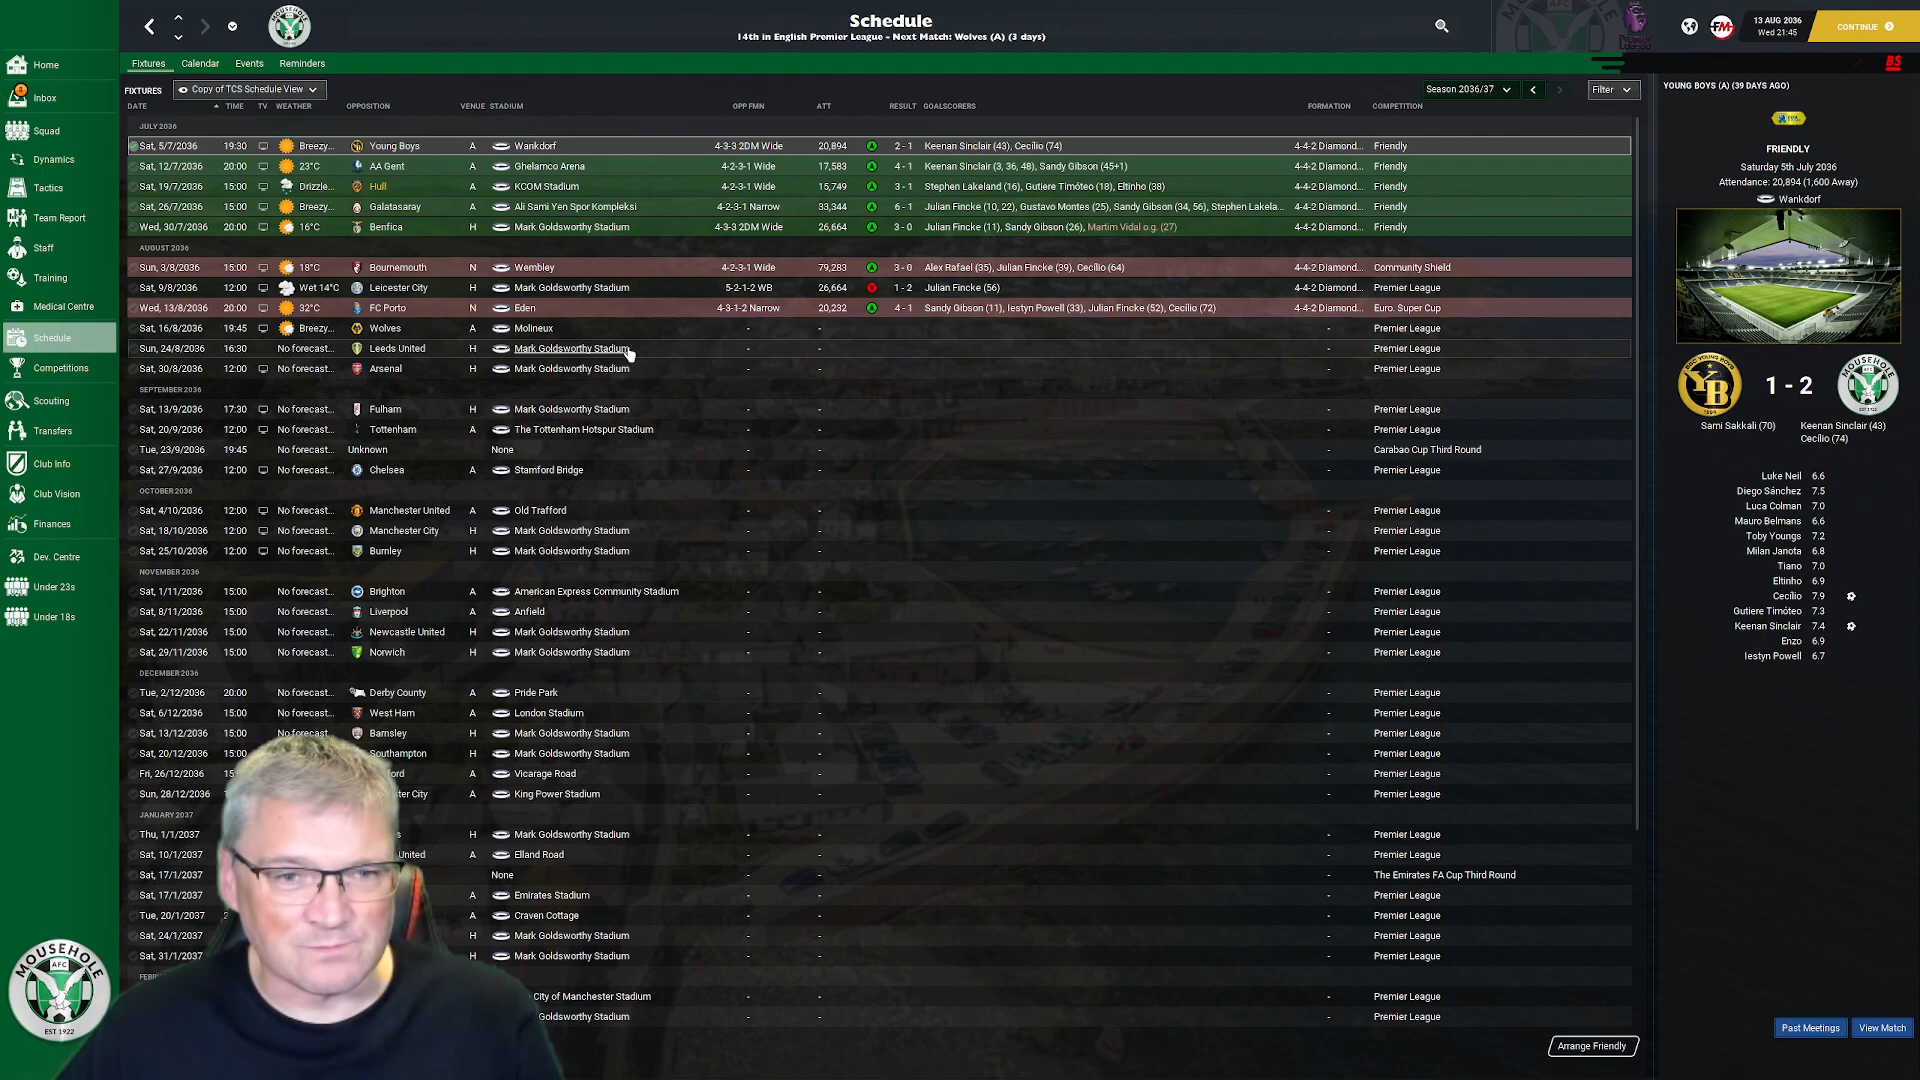 Schedule
14th in English Premier League - Next Match: Wolves (A) (3 days)
13 AUG 2036
Wed 21:45
CONTINUE
Home
8
Inbox
Squad
Dynamics
Tactics
Team Report
Staff
Training
Medical Centre
Schedule
Competitions
Scouting
Transfers
Club Info
Club Vision
Finances
Dev. Centre
Under 23s
Under 18s
MOUSEHOLE
AFC
EST 1922
Fixtures Calendar Events Reminders
BS
FIXTURES Copy of TCS Schedule View Season 2036/37 Filter
DATE TIME TV WEATHER OPPOSITION VENUE STADIUM OPP FMN ATT RESULT GOALSCORERS FORMATION COMPETITION
JULY 2036
Sat, 5/7/2036 19:30 Breezy... Young Boys A Wankdorf 4-3-3 2DM Wide 20,894 2 - 1 Keenan Sinclair (43), Cecílio (74) 4-4-2 Diamond... Friendly
Sat, 12/7/2036 20:00 23°C AA Gent A Ghelamco Arena 4-2-3-1 Wide 17,583 4 - 1 Keenan Sinclair (3, 36, 48), Sandy Gibson (45+1) 4-4-2 Diamond... Friendly
Sat, 19/7/2036 15:00 Drizzle... Hull A KCOM Stadium 4-2-3-1 Wide 15,749 3 - 1 Stephen Lakeland (16), Gutiere Timóteo (18), Eltinho (38) 4-4-2 Diamond... Friendly
Sat, 26/7/2036 15:00 Breezy... Galatasaray A Ali Sami Yen Spor Kompleksi 4-2-3-1 Narrow 33,344 6 - 1 Julian Fincke (10, 22), Gustavo Montes (25), Sandy Gibson (34, 56), Stephen Lakela... 4-4-2 Diamond... Friendly
Wed, 30/7/2036 20:00 16°C Benfica H Mark Goldsworthy Stadium 4-3-3 2DM Wide 26,664 3 - 0 Julian Fincke (11), Sandy Gibson (26), Martim Vidal o.g. (27) 4-4-2 Diamond... Friendly
AUGUST 2036
Sun, 3/8/2036 15:00 18°C Bournemouth N Wembley 4-2-3-1 Wide 79,283 3 - 0 Alex Rafael (35), Julian Fincke (39), Cecílio (64) 4-4-2 Diamond... Community Shield
Sat, 9/8/2036 12:00 Wet 14°C Leicester City H Mark Goldsworthy Stadium 5-2-1-2 WB 26,664 1 - 2 Julian Fincke (56) 4-4-2 Diamond... Premier League
Wed, 13/8/2036 20:00 32°C FC Porto N Eden 4-3-1-2 Narrow 20,232 4 - 1 Sandy Gibson (11), Iestyn Powell (33), Julian Fincke (52), Cecílio (72) 4-4-2 Diamond... Euro. Super Cup
Sat, 16/8/2036 19:45 Breezy... Wolves A Molineux - - - Premier League
Sun, 24/8/2036 16:30 No forecast... Leeds United H Mark Goldsworthy Stadium - - - Premier League
Sat, 30/8/2036 12:00 No forecast... Arsenal H Mark Goldsworthy Stadium - - - Premier League
SEPTEMBER 2036
Sat, 13/9/2036 17:30 No forecast... Fulham H Mark Goldsworthy Stadium - - - Premier League
Sat, 20/9/2036 12:00 No forecast... Tottenham A The Tottenham Hotspur Stadium - - - Premier League
Tue, 23/9/2036 19:45 No forecast... Unknown None - - - Carabao Cup Third Round
Sat, 27/9/2036 12:00 No forecast... Chelsea A Stamford Bridge - - - Premier League
OCTOBER 2036
Sat, 4/10/2036 12:00 No forecast... Manchester United A Old Trafford - - - Premier League
Sat, 18/10/2036 12:00 No forecast... Manchester City H Mark Goldsworthy Stadium - - - Premier League
Sat, 25/10/2036 12:00 No forecast... Burnley H Mark Goldsworthy Stadium - - - Premier League
NOVEMBER 2036
Sat, 1/11/2036 15:00 No forecast... Brighton A American Express Community Stadium - - - Premier League
Sat, 8/11/2036 15:00 No forecast... Liverpool A Anfield - - - Premier League
Sat, 22/11/2036 15:00 No forecast... Newcastle United H Mark Goldsworthy Stadium - - - Premier League
Sat, 29/11/2036 15:00 No forecast... Norwich H Mark Goldsworthy Stadium - - - Premier League
DECEMBER 2036
Tue, 2/12/2036 20:00 No forecast... Derby County A Pride Park - - - Premier League
Sat, 6/12/2036 15:00 No forecast... West Ham A London Stadium - - - Premier League
Sat, 13/12/2036 15:00 No forecast... Barnsley H Mark Goldsworthy Stadium - - - Premier League
Sat, 20/12/2036 15:00 Southampton H Mark Goldsworthy Stadium - - - Premier League
Fri, 26/12/2036 A Vicarage Road - - - Premier League
Sun, 28/12/2036 City A King Power Stadium - - - Premier League
JANUARY 2037
Thu, 1/1/2037 H Mark Goldsworthy Stadium - - - Premier League
Sat, 10/1/2037 United A Elland Road - - - Premier League
Sat, 17/1/2037 None - - - The Emirates FA Cup Third Round
Sat, 17/1/2037 A Emirates Stadium - - - Premier League
Tue, 20/1/2037 A Craven Cottage - - - Premier League
Sat, 24/1/2037 H Mark Goldsworthy Stadium - - - Premier League
Sat, 31/1/2037 H Mark Goldsworthy Stadium - - - Premier League
City of Manchester Stadium - - - Premier League
Goldsworthy Stadium - - - Premier League
Arrange Friendly
YOUNG BOYS (A) (39 DAYS AGO)
FRIENDLY
Saturday 5th July 2036
Attendance: 20,894 (1,600 Away)
Wankdorf
1 - 2
Sami Sakkali (70) Keenan Sinclair (43)
Cecílio (74)
Luke Neil 6.6
Diego Sánchez 7.5
Luca Colman 7.0
Mauro Belmans 6.6
Toby Youngs 7.2
Milan Janota 6.8
Tiano 7.0
Eltinho 6.9
Cecílio 7.9
Gutiere Timóteo 7.3
Keenan Sinclair 7.4
Enzo 6.9
Iestyn Powell 6.7
Past Meetings View Match